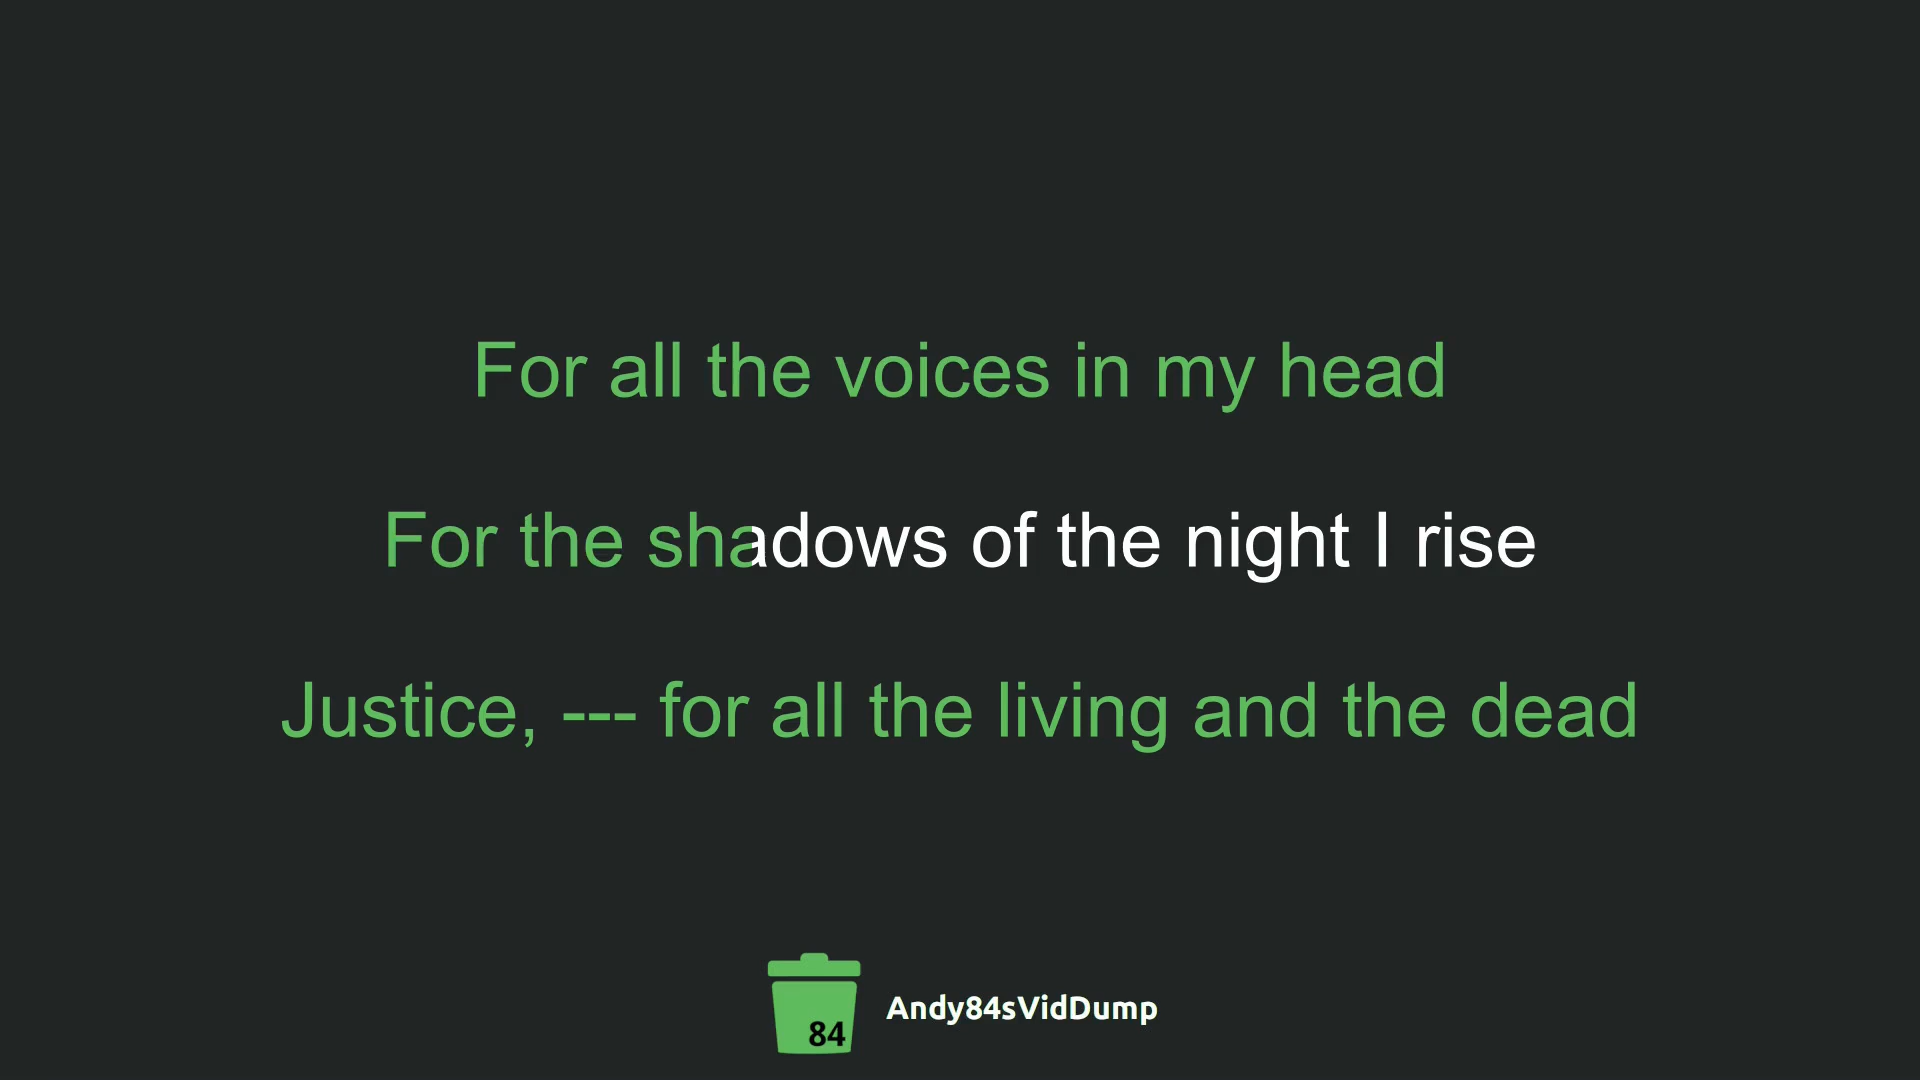 For all the voices in my head
For the shadows of the night I rise
Justice, --- for all the living and the dead
84
Andy84sVidDump